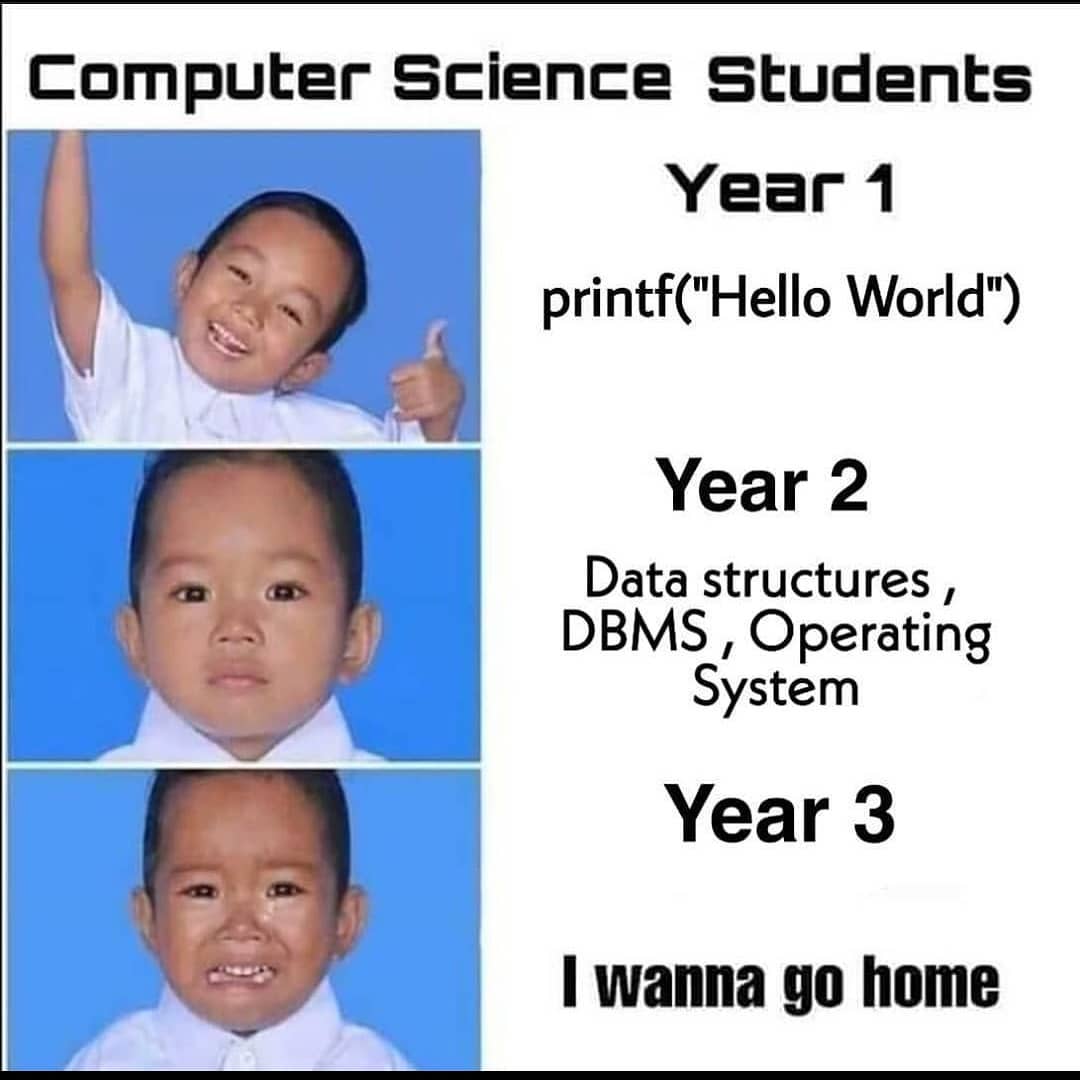 Computer Science Students
Year 1
printf("Hello World")
Year 2
Data structures ,
DBMS , Operating
System
Year 3
I wanna go home